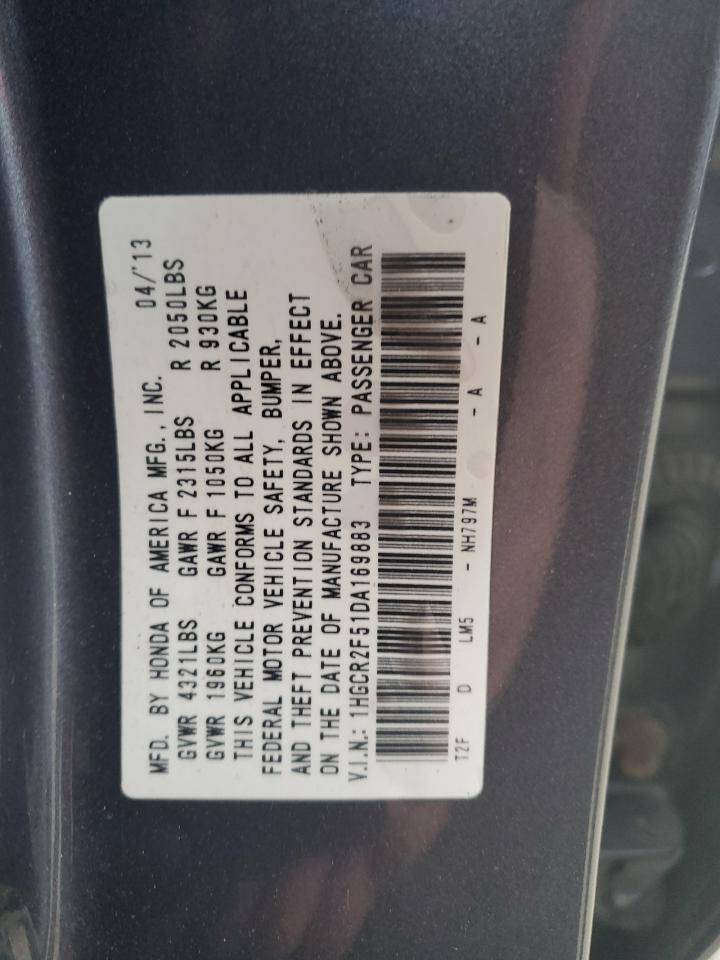 MFD. BY HONDA OF AMERICA MFG., INC. 04/'13
GVWR 4321LBS GAWR F 2315LBS R 2050LBS
GVWR 1960KG GAWR F 1050KG R 930KG
THIS VEHICLE CONFORMS TO ALL APPLICABLE
FEDERAL MOTOR VEHICLE SAFETY, BUMPER,
AND THEFT PREVENTION STANDARDS IN EFFECT
ON THE DATE OF MANUFACTURE SHOWN ABOVE.
V.I.N.: 1HGCR2F51DA169883 TYPE: PASSENGER CAR
T2F D LM5 - NH797M - A - A